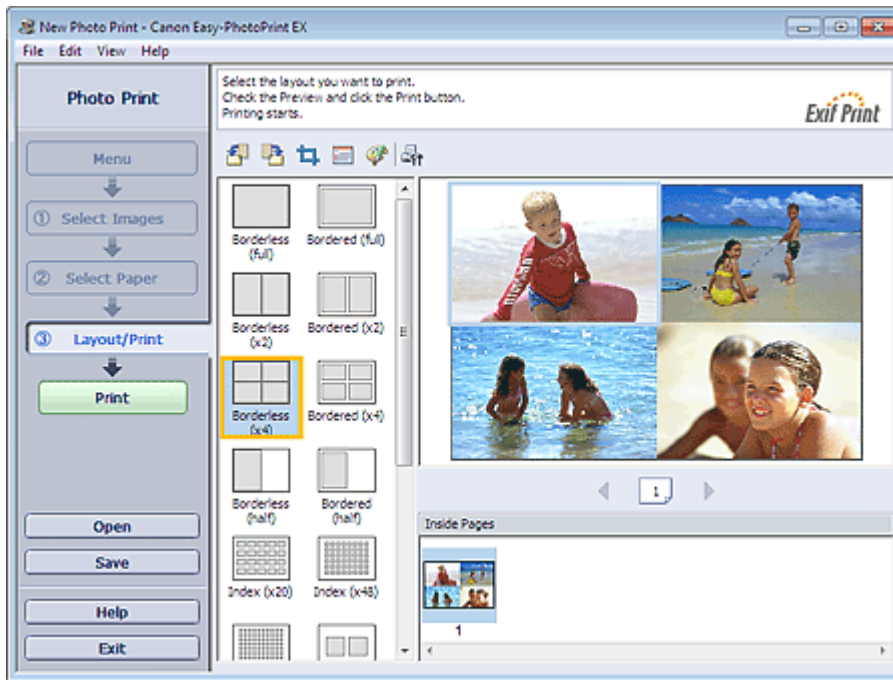 New Photo Print - Canon Easy-PhotoPrint EX
File Edit View Help
Photo Print
Menu
① Select Images
② Select Paper
③ Layout/Print
Print
Open
Save
Help
Exit
Select the layout you want to print.
Check the Preview and click the Print button.
Printing starts.
Exif Print
Borderless
(full)
Bordered (full)
Borderless
(x2)
Bordered (x2)
Borderless
(x4)
Bordered (x4)
Borderless
(half)
Bordered
(half)
Index (x20)
Index (x48)
1
Inside Pages
1